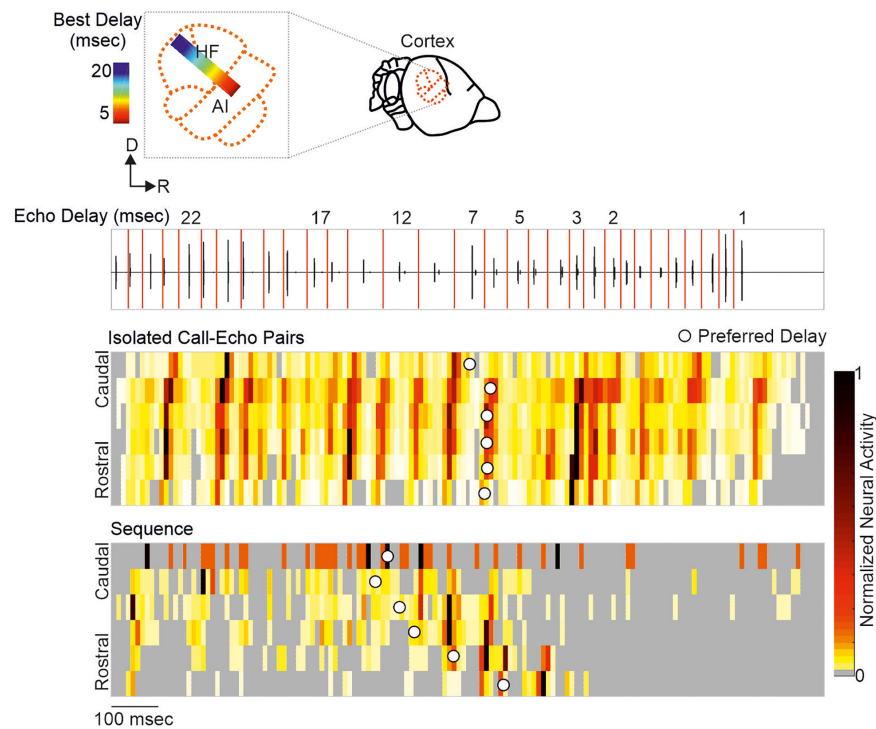 Best Delay
(msec)
20
5
HF
AI
Cortex
D
R
Echo Delay (msec) 22 17 12 7 5 3 2 1
Isolated Call-Echo Pairs
Preferred Delay
Caudal
Rostral
Sequence
Caudal
Rostral
100 msec
1
0
Normalized Neural Activity